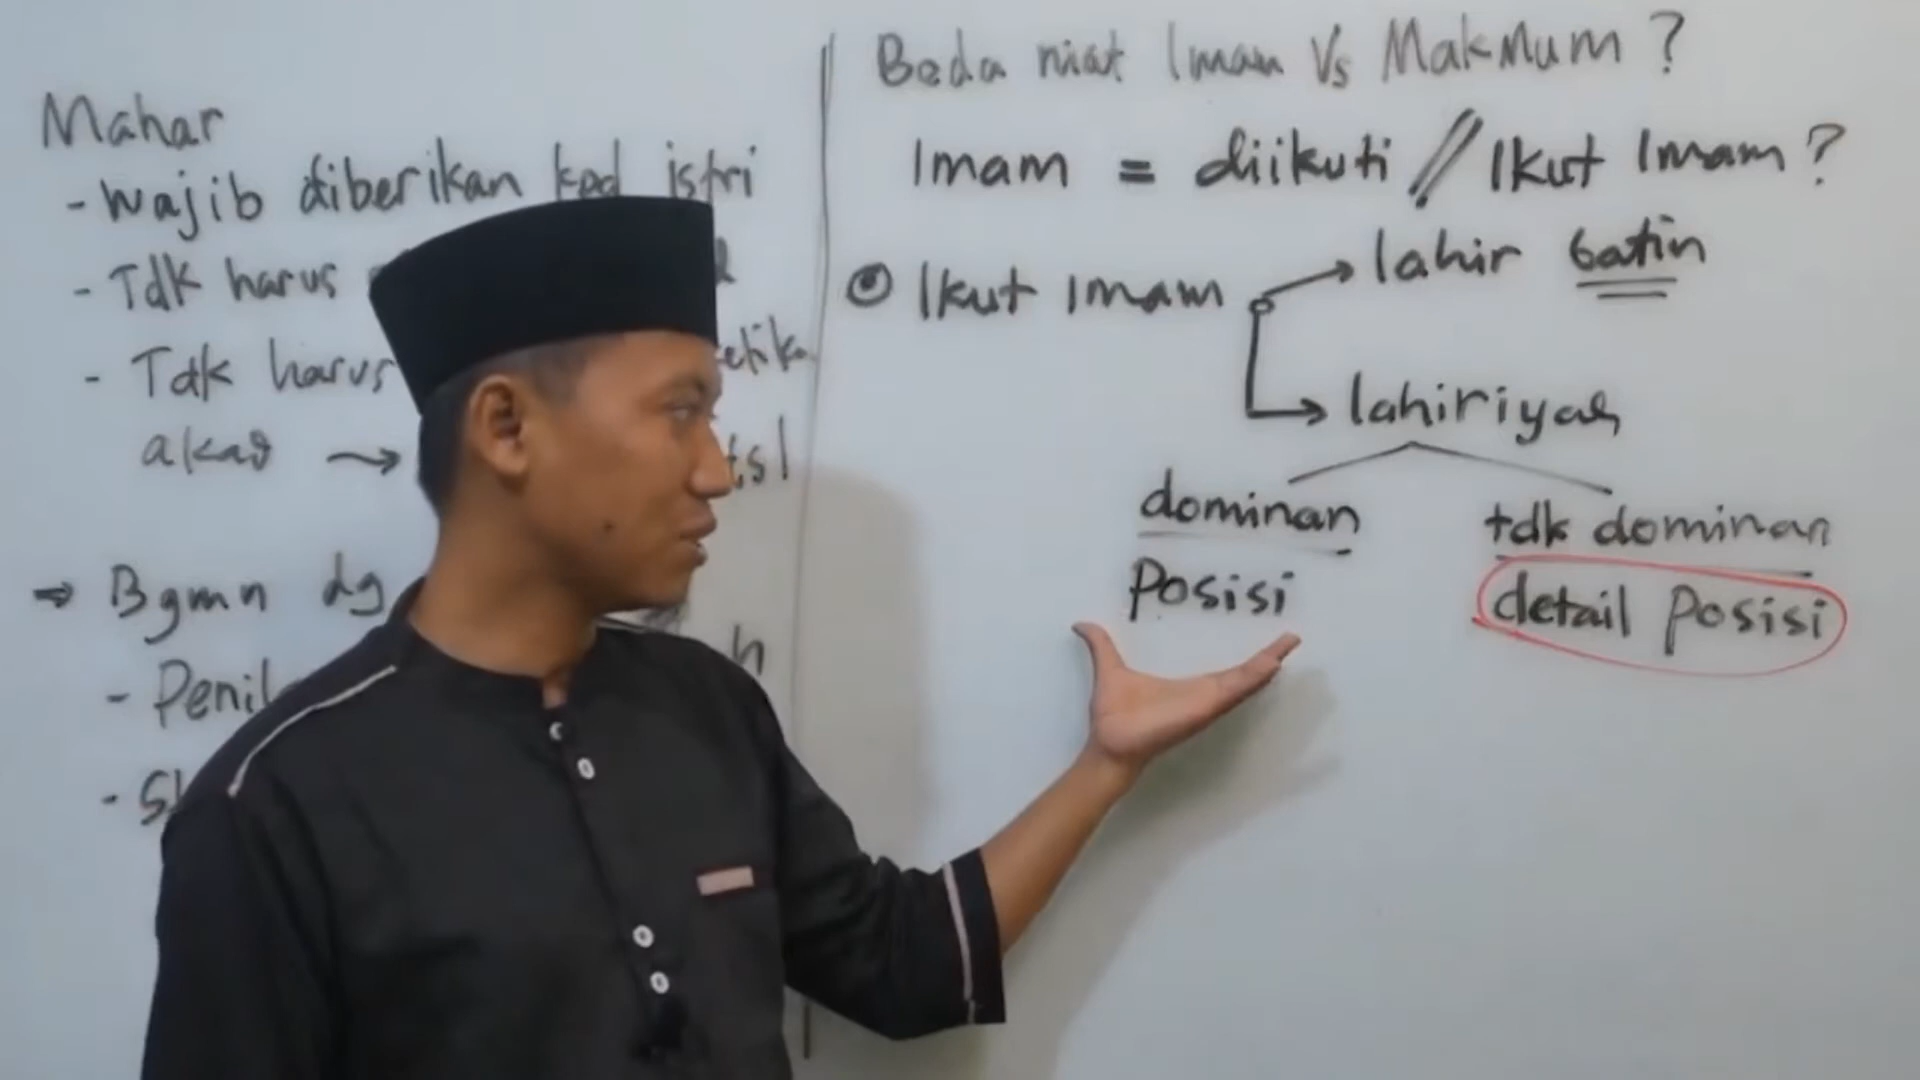 Mahar
- Wajib diberikan kpd istri
- Tdk harus
- Tdk harus
akad →
⇒ Bgmn dg
-
-
Beda niat Imam Vs Makmum ?
Imam = diikuti // Ikut Imam ?
Ikut Imam
lahir batin
lahiriyah
dominan
tdk dominan
Posisi
detail Posisi